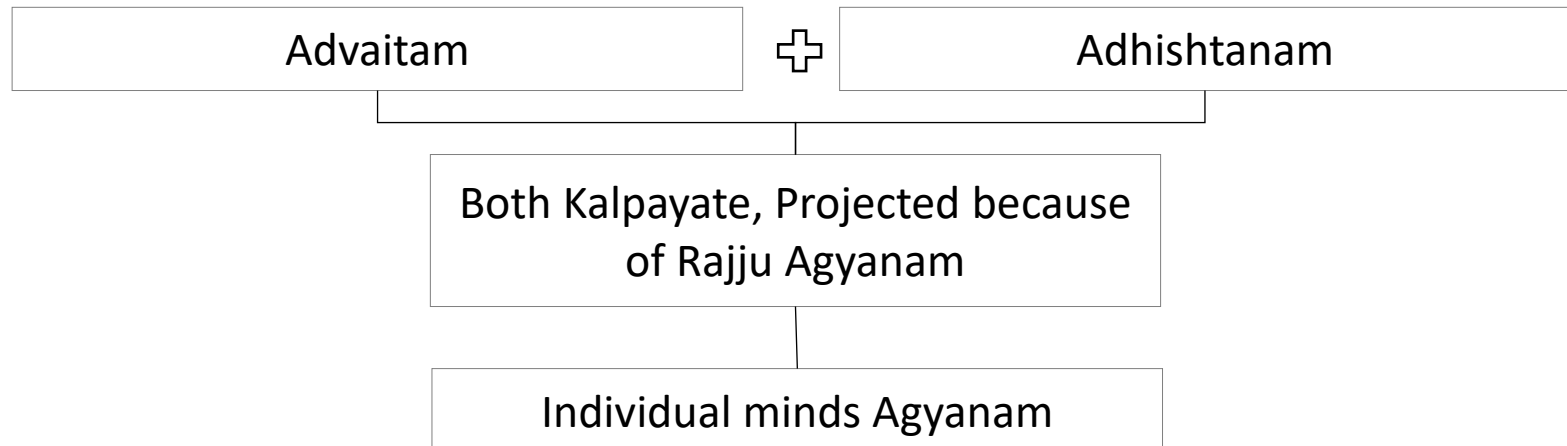 Advaitam
Adhishtanam
Both Kalpayate, Projected because
of Rajju Agyanam
Individual minds Agyanam